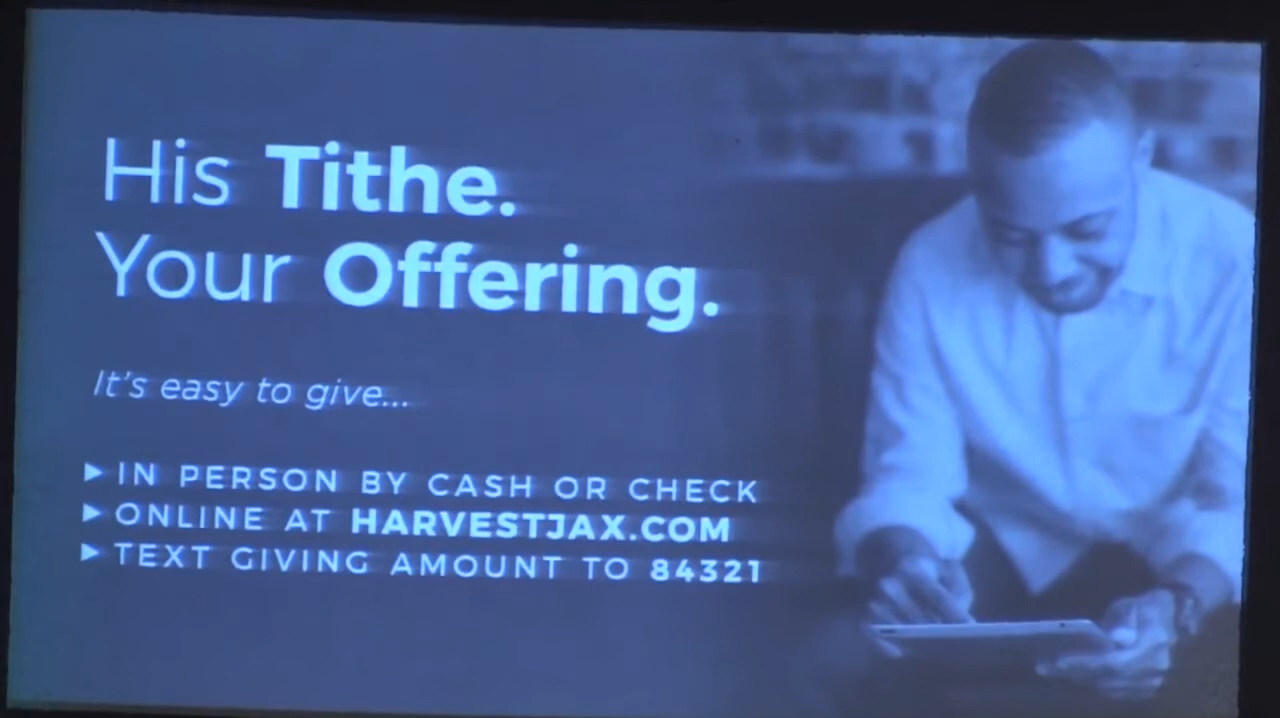 His Tithe.
Your Offering.
It's easy to give...
► IN PERSON BY CASH OR CHECK
► ONLINE AT HARVESTJAX.COM
► TEXT GIVING AMOUNT TO 84321